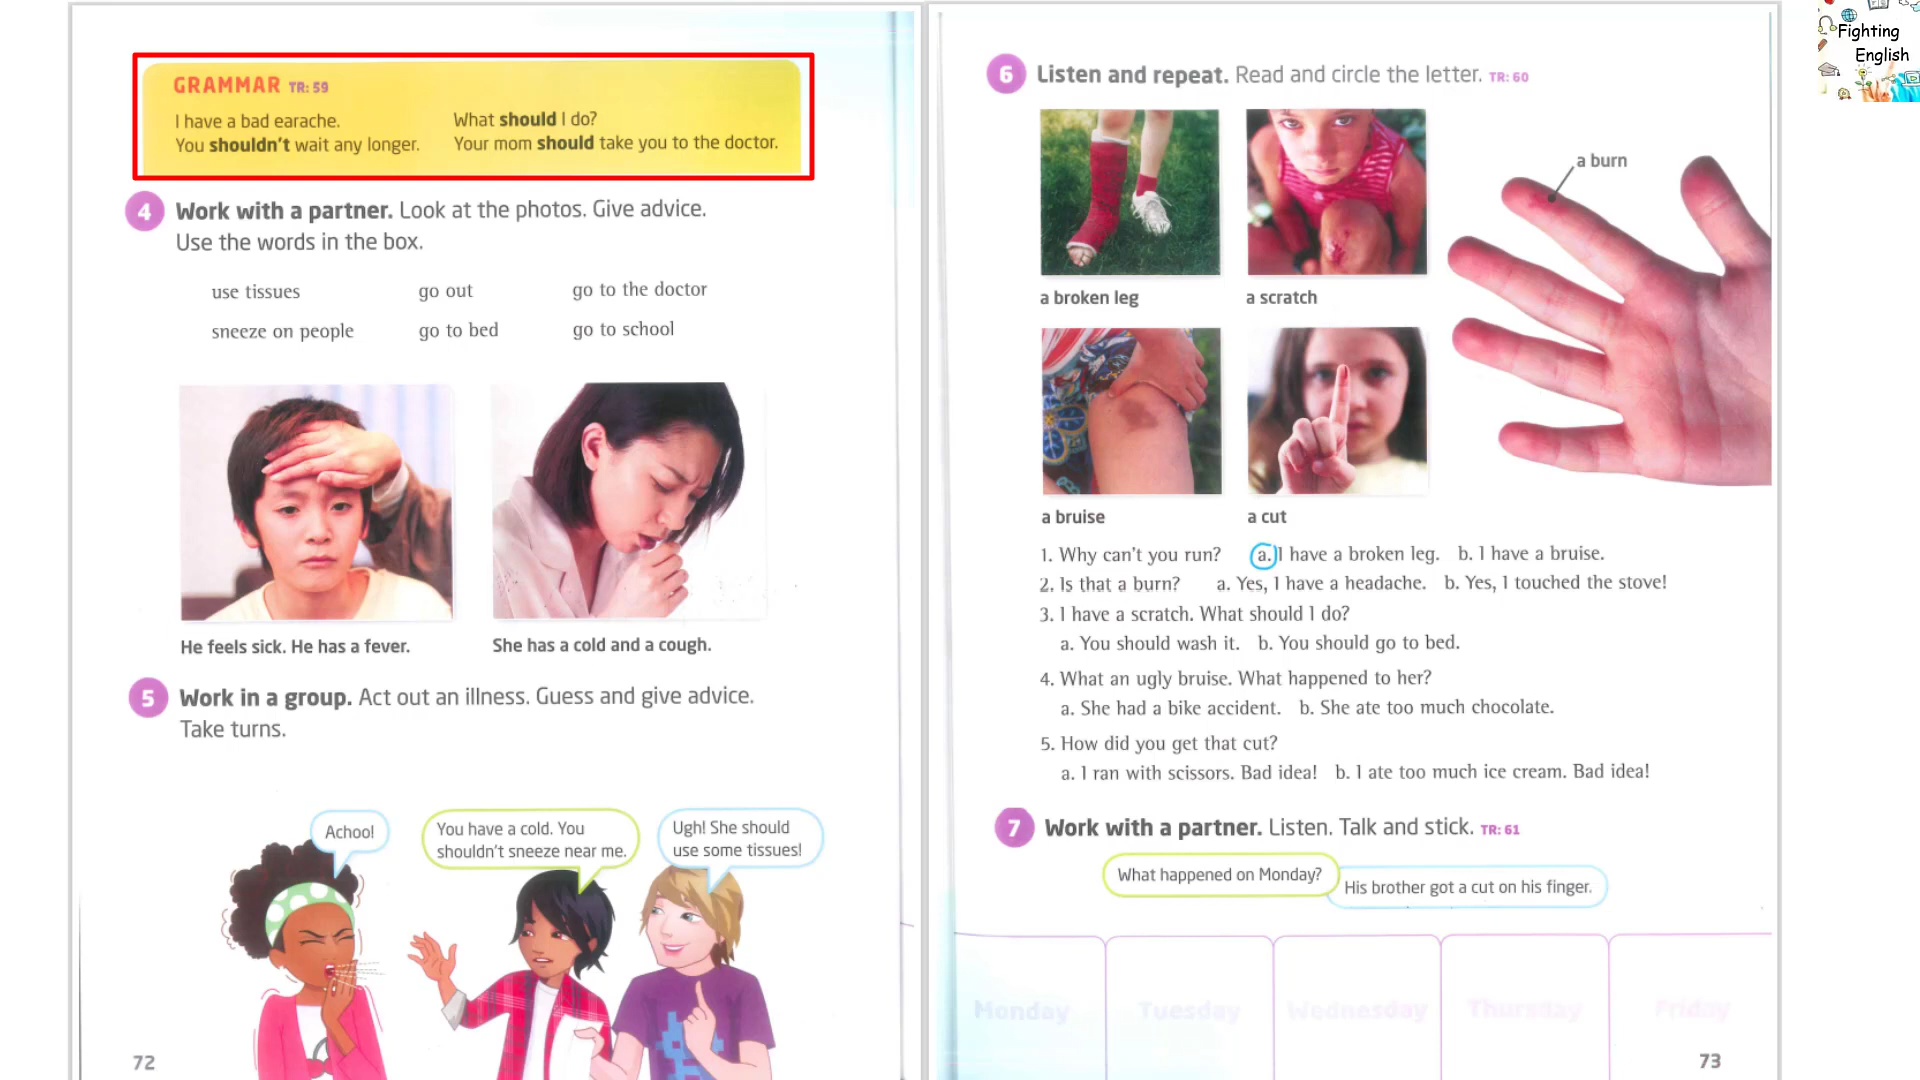 GRAMMAR TR: 59
I have a bad earache.
You shouldn't wait any longer.
What should I do?
Your mom should take you to the doctor.
4 Work with a partner. Look at the photos. Give advice.
Use the words in the box.
use tissues go out go to the doctor
sneeze on people go to bed go to school
He feels sick. He has a fever.
She has a cold and a cough.
5 Work in a group. Act out an illness. Guess and give advice.
Take turns.
Achoo!
You have a cold. You
shouldn't sneeze near me.
Ugh! She should
use some tissues!
72
6 Listen and repeat. Read and circle the letter. TR: 60
a burn
a broken leg
a scratch
a bruise
a cut
1. Why can't you run? a. I have a broken leg. b. I have a bruise.
2. Is that a burn? a. Yes, I have a headache. b. Yes, I touched the stove!
3. I have a scratch. What should I do?
a. You should wash it. b. You should go to bed.
4. What an ugly bruise. What happened to her?
a. She had a bike accident. b. She ate too much chocolate.
5. How did you get that cut?
a. I ran with scissors. Bad idea! b. I ate too much ice cream. Bad idea!
7 Work with a partner. Listen. Talk and stick. TR: 61
What happened on Monday?
His brother got a cut on his finger.
Monday Tuesday Wednesday Thursday Friday
73
Fighting
English